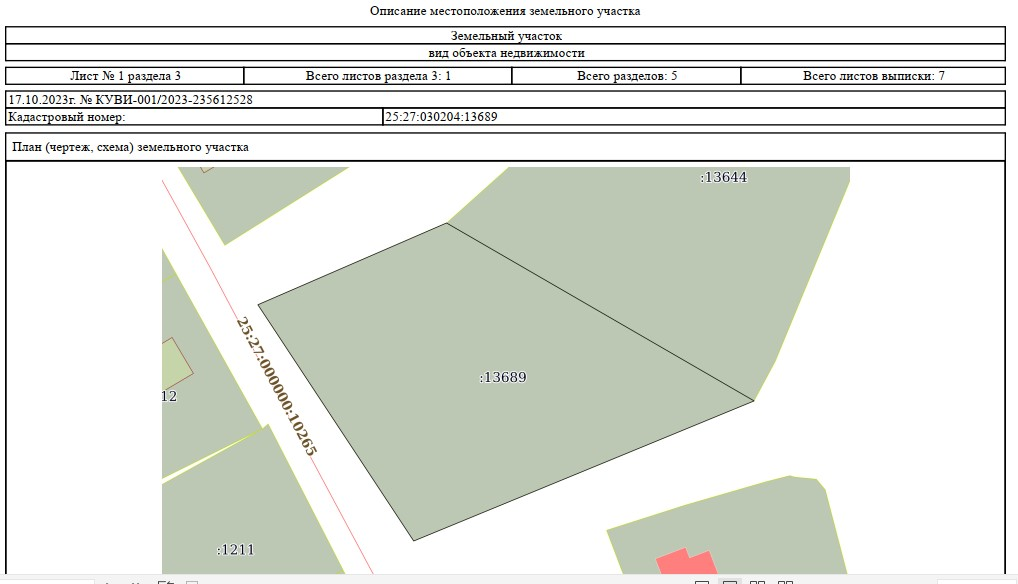 Описание местоположения земельного участка
Земельный участок
вид объекта недвижимости
Лист № 1 раздела 3 Всего листов раздела 3: 1 Всего разделов: 5 Всего листов выписки: 7
17.10.2023г. № КУВИ-001/2023-235612528
Кадастровый номер: 25:27:030204:13689
План (чертеж, схема) земельного участка
:13644
25:27:000000:10265
:13689
12
:1211